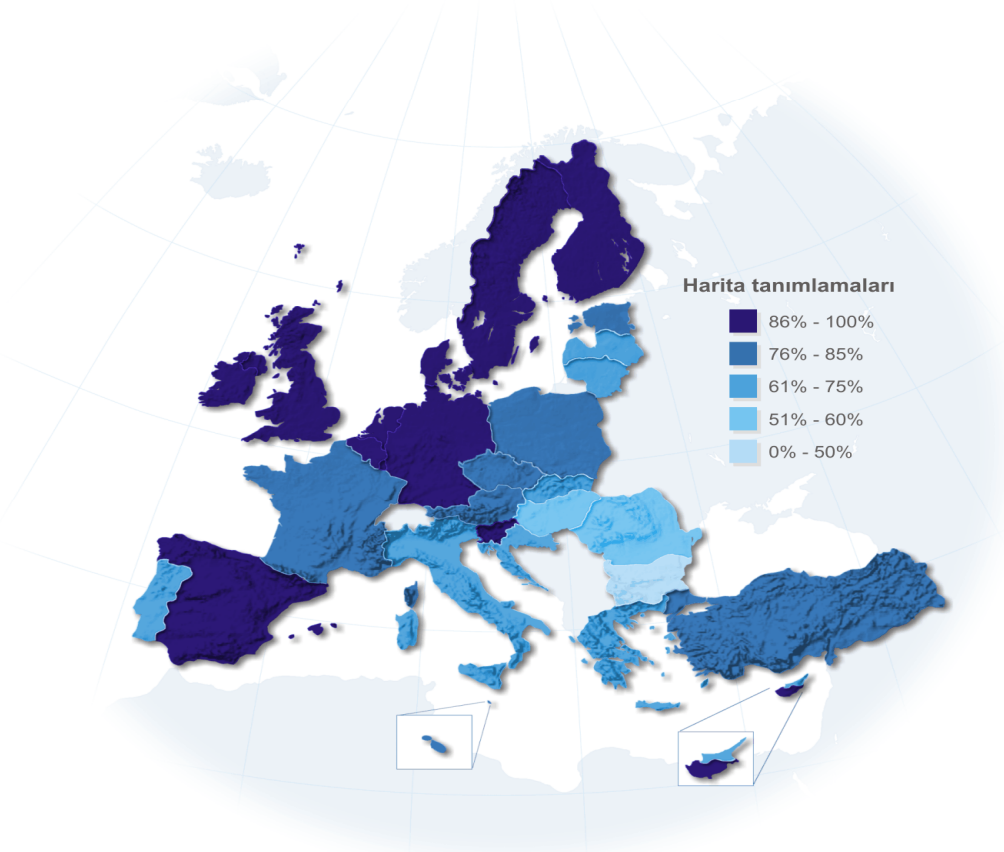 Harita tanımlamaları
86% - 100%
76% - 85%
61% - 75%
51% - 60%
0% - 50%